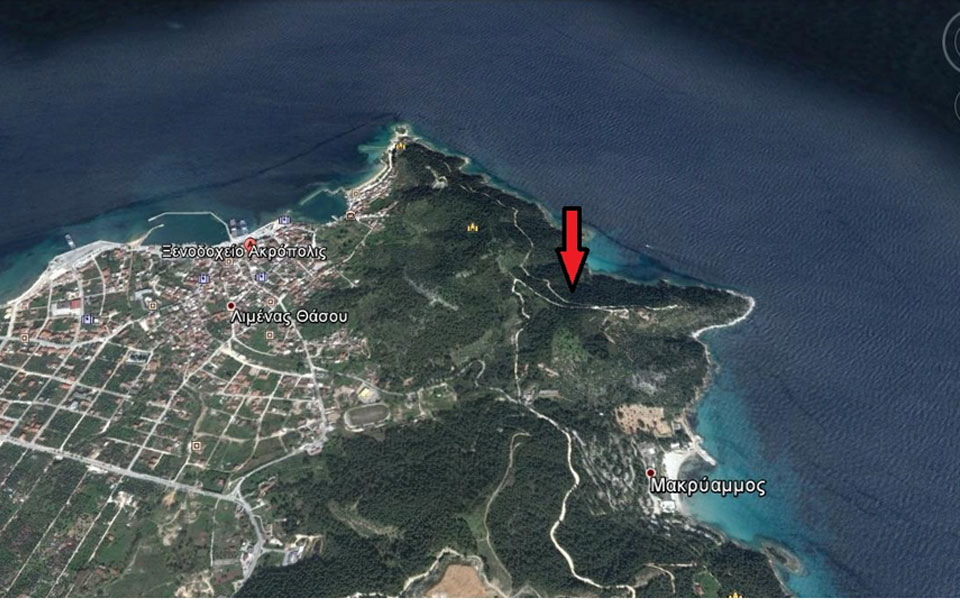 Ξενοδοχείο Ακρόπολις
Λιμένας Θάσου
Μακρύαμμος